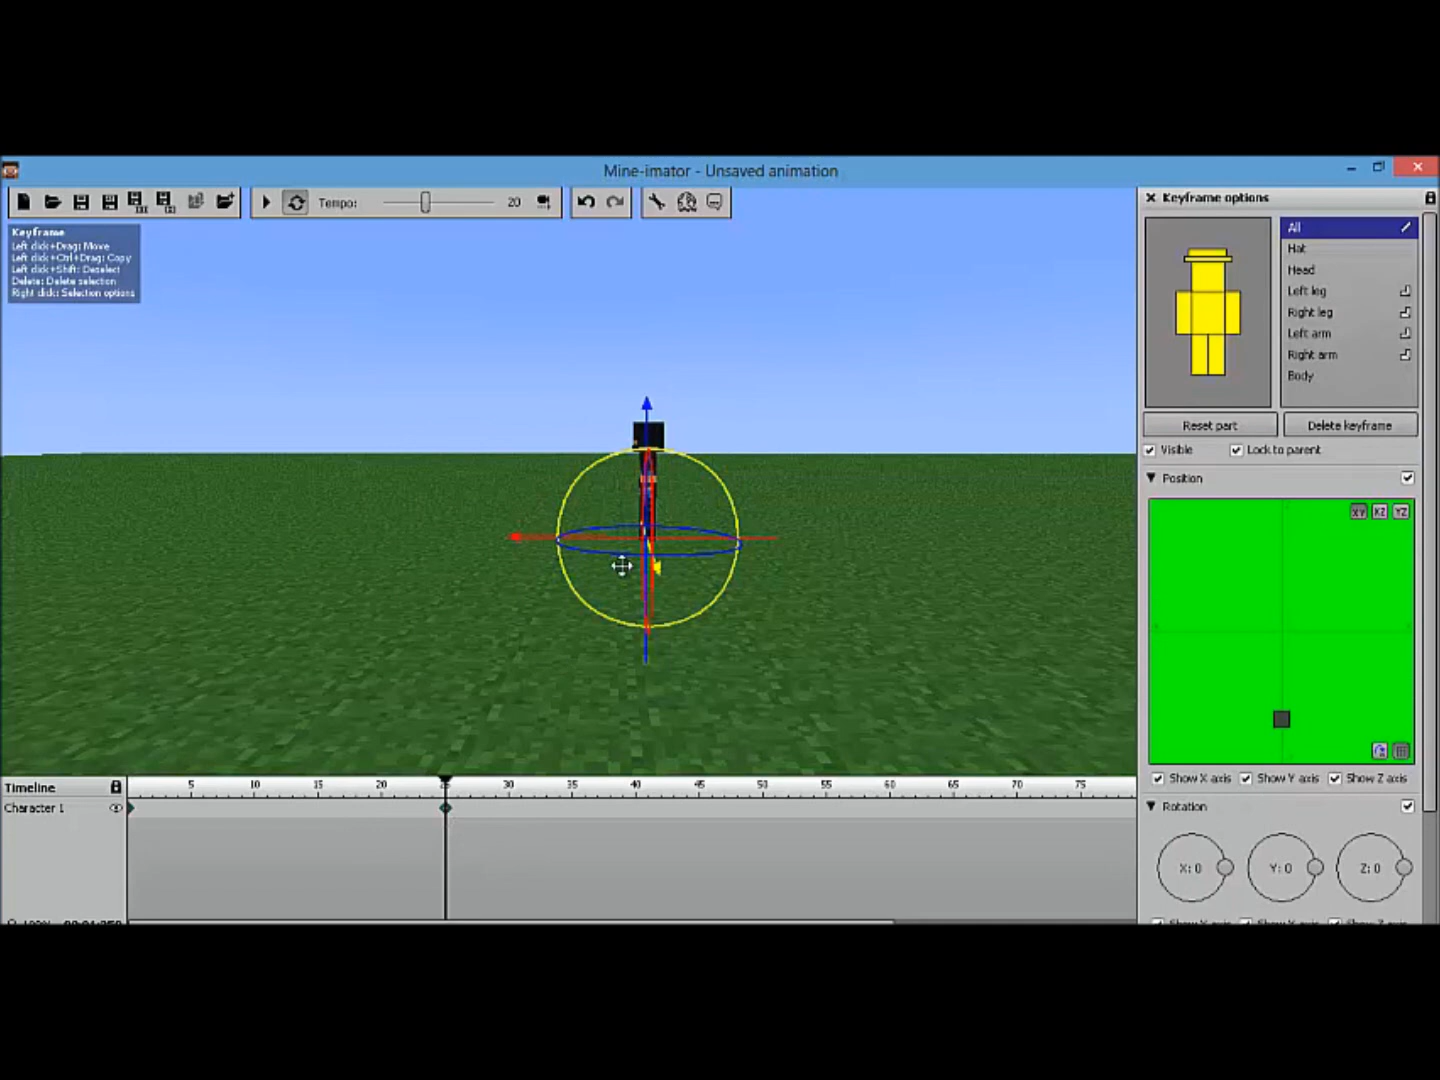 Mine-imator - Unsaved animation
Tempo:
20
Keyframe
Left click+Drag: Move
Left click+Ctrl+Drag: Copy
Left click+Shift: Deselect
Delete: Delete selection
Right click: Selection options
Keyframe options
All
Hat
Head
Left leg
Right leg
Left arm
Right arm
Body
Reset part
Delete keyframe
Visible
Lock to parent
Position
XY XZ YZ
Show X axis Show Y axis Show Z axis
Rotation
X: 0 Y: 0 Z: 0
Timeline
5 10 15 20 25 30 35 40 45 50 55 60 65 70 75
Character 1